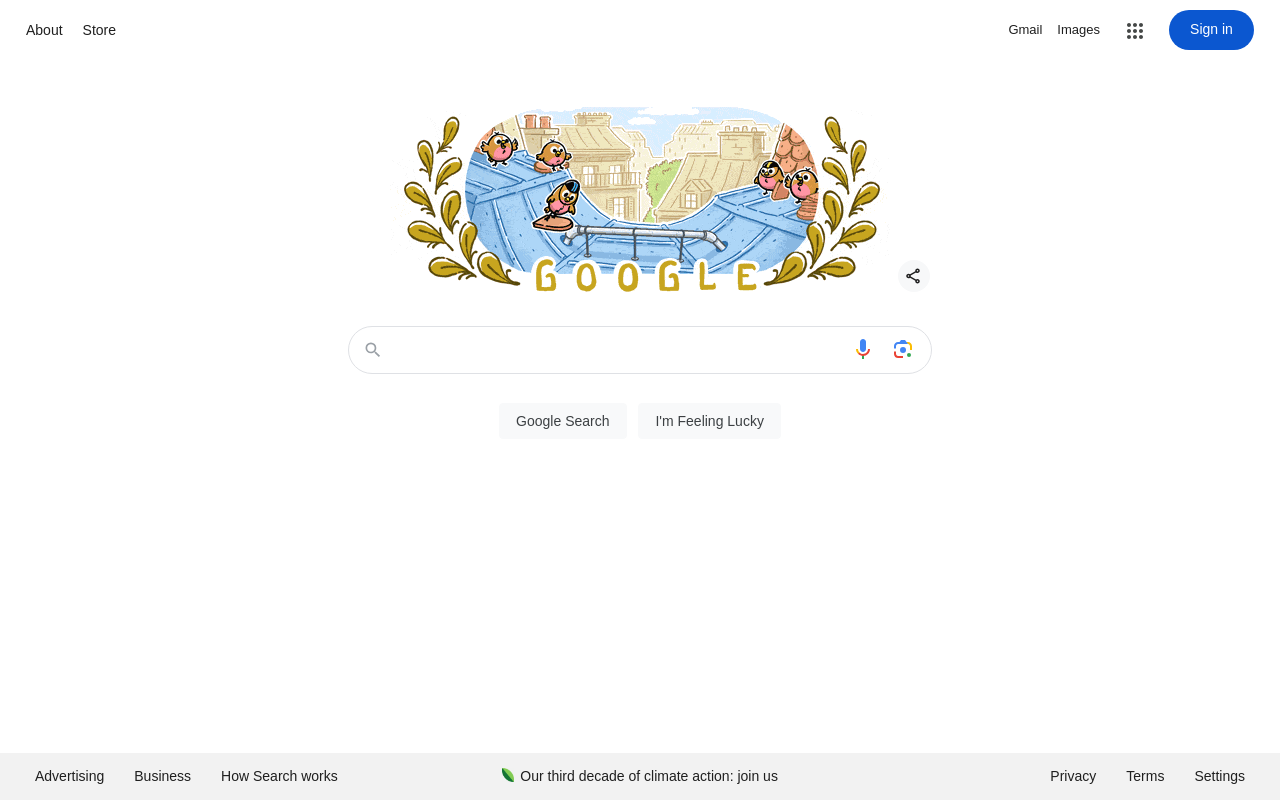 About Store
Gmail Images Sign in
GOOGLE
Google Search I'm Feeling Lucky
Advertising Business How Search works Our third decade of climate action: join us Privacy Terms Settings